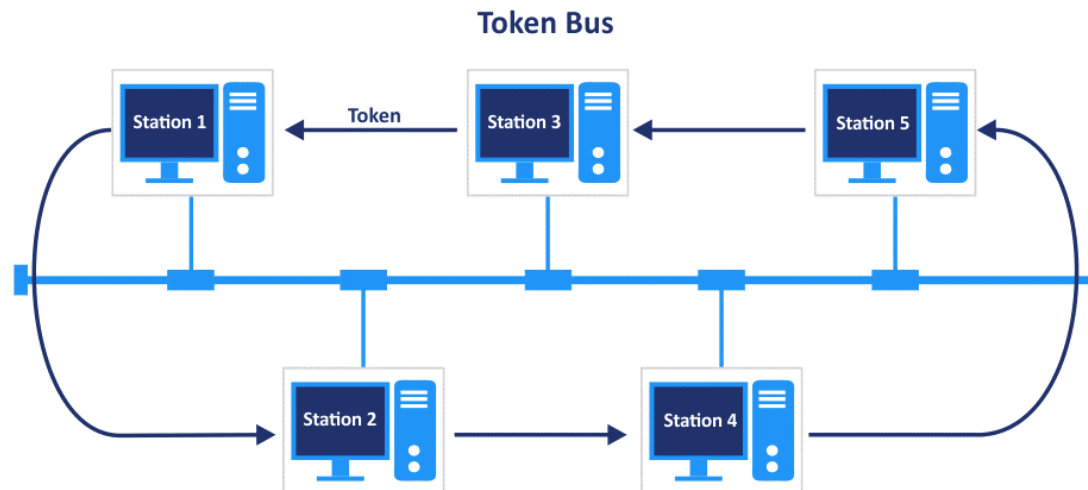 Token Bus
Station 1
Token
Station 3
Station 5
Station 2
Station 4